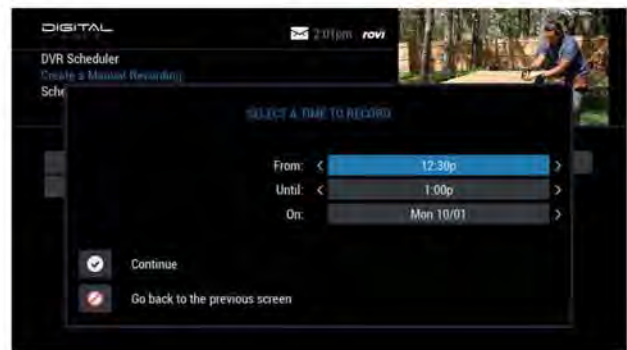 DIGITAL
2:01pm rovi
DVR Scheduler
Create a Manual Recording
Sche
SELECT A TIME TO RECORD
From: < 12:30p >
Until: < 1:00p >
On: Mon 10/01 >
Continue
Go back to the previous screen